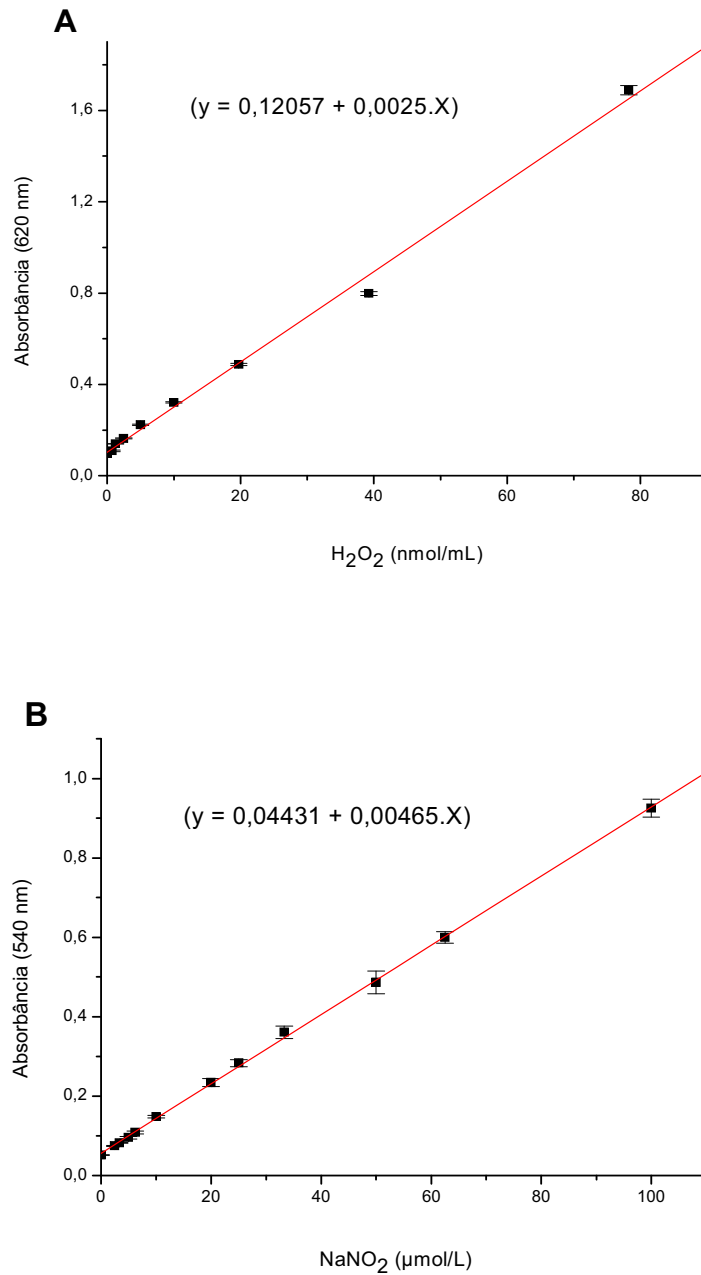 A
(y = 0,12057 + 0,0025.X)
1,6
1,2
0,8
0,4
0,0
Absorbância (620 nm)
0 20 40 60 80
H₂O₂ (nmol/mL)
B
(y = 0,04431 + 0,00465.X)
1,0
0,8
0,6
0,4
0,2
0,0
Absorbância (540 nm)
0 20 40 60 80 100
NaNO₂ (µmol/L)